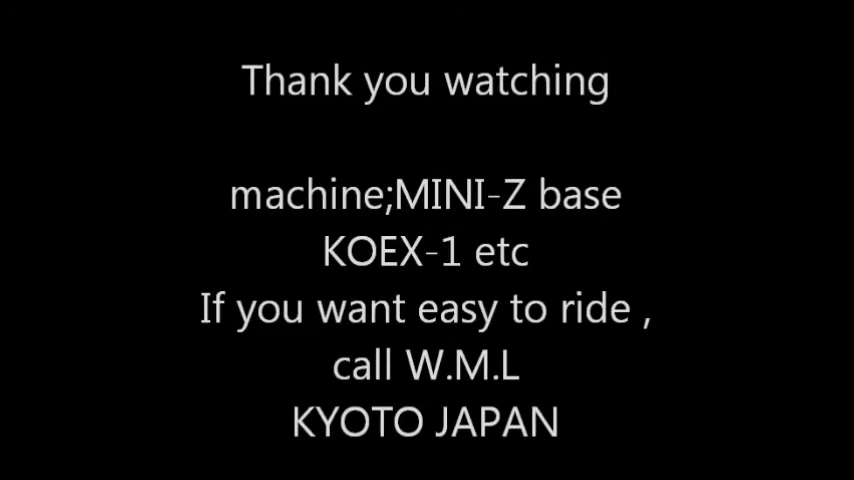 Thank you watching
machine;MINI-Z base
KOEX-1 etc
If you want easy to ride ,
call W.M.L
KYOTO JAPAN